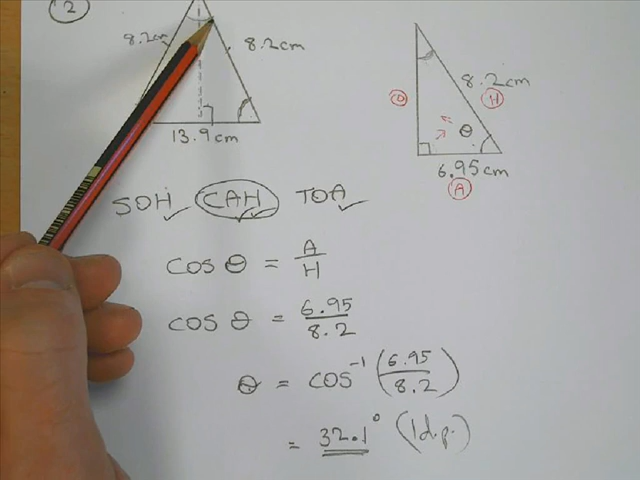 2
8.2cm 8.2cm
13.9cm
8.2cm
O H
θ
6.95cm
A
SOH CAH TOA
cos θ = A/H
cos θ = 6.95/8.2
θ = cos⁻¹ (6.95/8.2)
= 32.1° (1d.p.)